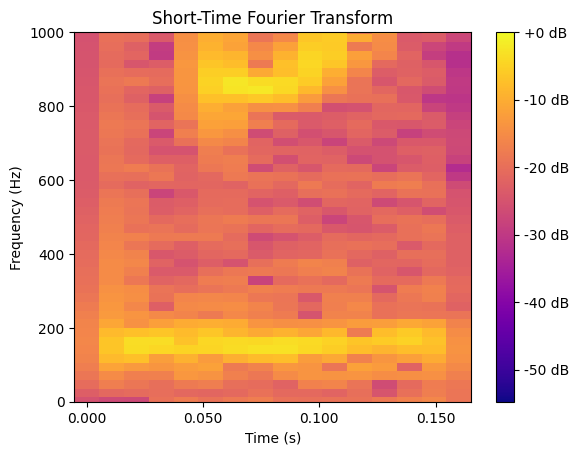 Short-Time Fourier Transform
Frequency (Hz)
1000
800
600
400
200
0
0.000 0.050 0.100 0.150
Time (s)
+0 dB
-10 dB
-20 dB
-30 dB
-40 dB
-50 dB